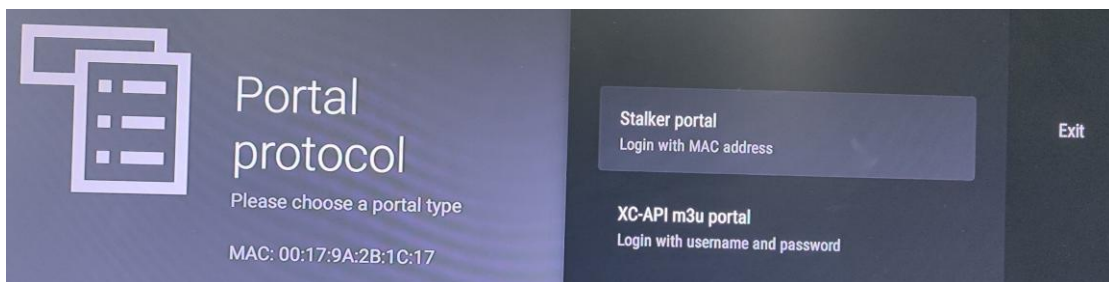 Portal
protocol
Please choose a portal type
MAC: 00:17:9A:2B:1C:17
Stalker portal
Login with MAC address
XC-API m3u portal
Login with username and password
Exit